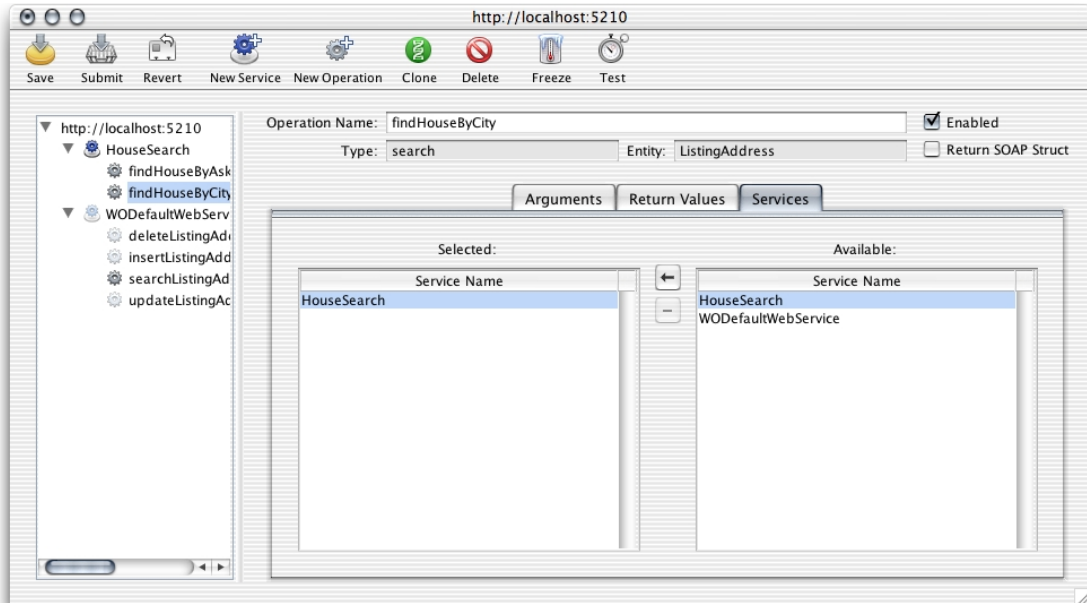 http://localhost:5210
Save Submit Revert New Service New Operation Clone Delete Freeze Test
http://localhost:5210
HouseSearch
findHouseByAsk
findHouseByCity
WODefaultWebServ
deleteListingAdd
insertListingAdd
searchListingAd
updateListingAd
Operation Name: findHouseByCity Enabled
Type: search Entity: ListingAddress Return SOAP Struct
Arguments Return Values Services
Selected: Available:
Service Name Service Name
HouseSearch HouseSearch
WODefaultWebService